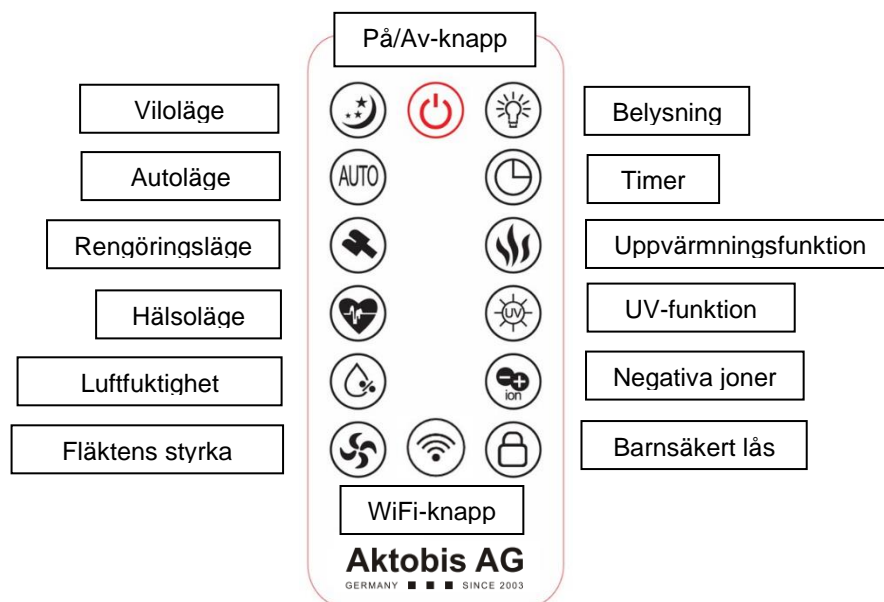 På/Av-knapp
Viloläge
Belysning
AUTO
Autoläge
Timer
Rengöringsläge
Uppvärmningsfunktion
Hälsoläge
UV
UV-funktion
Luftfuktighet
%
ion
Negativa joner
Fläktens styrka
Barnsäkert lås
WiFi-knapp
Aktobis AG
GERMANY ■ ■ ■ SINCE 2003